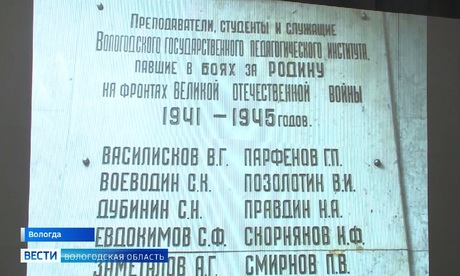 Преподаватели, студенты и служащие
Вологодского государственного педагогического института,
павшие в боях за Родину
на фронтах Великой Отечественной войны
1941 – 1945 годов.
ВАСИЛИСКОВ В.Г. ПАРФЕНОВ Г.П.
ВОЕВОДИН С.К. ПОЗОЛОТИН В.И.
ДУБИНИН С.Н. ПРАВДИН Н.А.
ЕВДОКИМОВ С.Ф. СКОРНЯКОВ К.Ф.
ЗАМЕТАЛОВ А.Г. СМИРНОВ П.В.
Вологда
ВЕСТИ ВОЛОГОДСКАЯ ОБЛАСТЬ